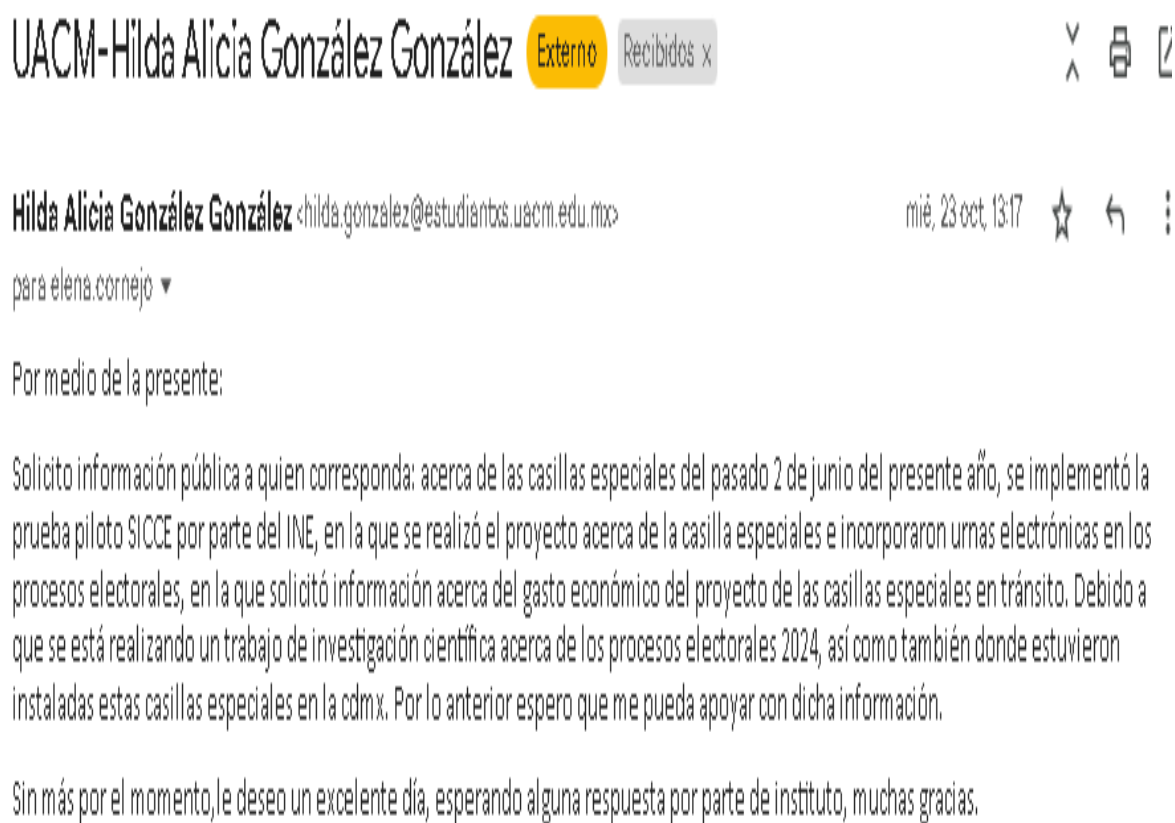 UACM-Hilda Alicia González González Externo Recibidos x
Hilda Alicia González González <hilda.gonzalez@estudiantxs.uacm.edu.mx> mié, 23 oct, 13:17
para elena.cornejo
Por medio de la presente:
Solicito información pública a quien corresponda: acerca de las casillas especiales del pasado 2 de junio del presente año, se implementó la
prueba piloto SICCE por parte del INE, en la que se realizó el proyecto acerca de la casilla especiales e incorporaron urnas electrónicas en los
procesos electorales, en la que solicitó información acerca del gasto económico del proyecto de las casillas especiales en tránsito. Debido a
que se está realizando un trabajo de investigación científica acerca de los procesos electorales 2024, así como también donde estuvieron
instaladas estas casillas especiales en la cdmx. Por lo anterior espero que me pueda apoyar con dicha información.
Sin más por el momento,le deseo un excelente día, esperando alguna respuesta por parte de instituto, muchas gracias.